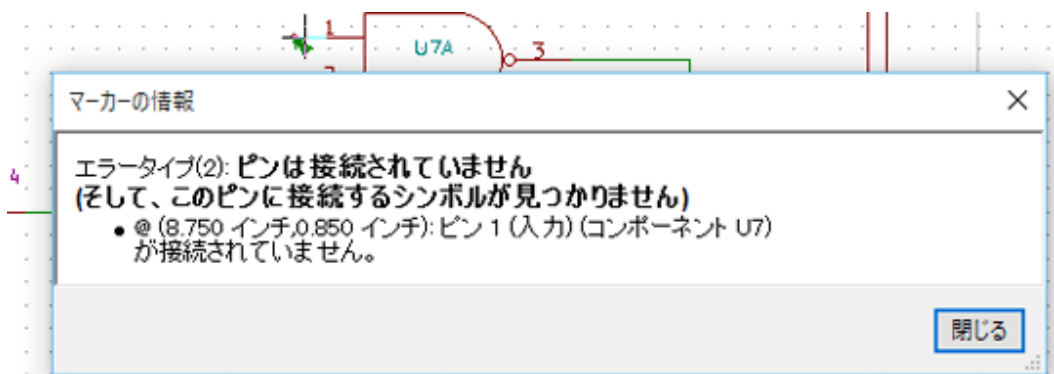 1
U7A
3
マーカーの情報
エラータイプ(2): ピンは接続されていません
(そして、このピンに接続するシンボルが見つかりません)
• @ (8.750 インチ,0.850 インチ): ピン 1 (入力) (コンポーネント U7)
が接続されていません。
4
閉じる